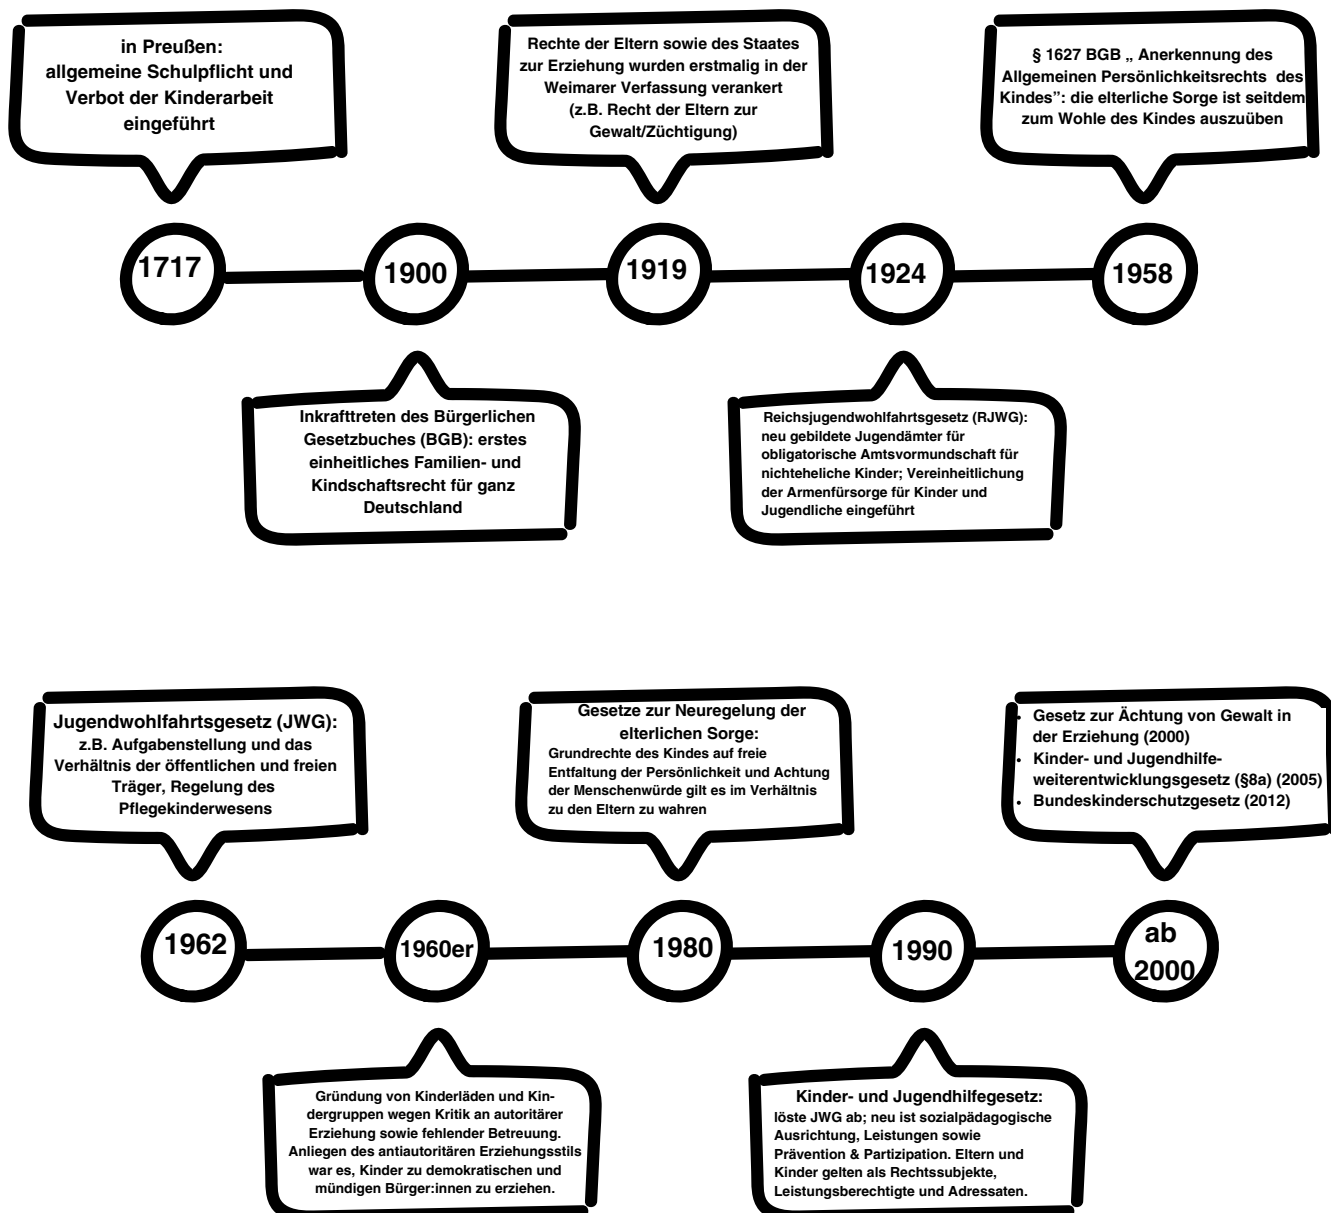 in Preußen:
allgemeine Schulpflicht und
Verbot der Kinderarbeit
eingeführt
Rechte der Eltern sowie des Staates
zur Erziehung wurden erstmalig in der
Weimarer Verfassung verankert
(z.B. Recht der Eltern zur
Gewalt/Züchtigung)
§ 1627 BGB „ Anerkennung des
Allgemeinen Persönlichkeitsrechts des
Kindes”: die elterliche Sorge ist seitdem
zum Wohle des Kindes auszuüben
1717
1900
1919
1924
1958
Inkrafttreten des Bürgerlichen
Gesetzbuches (BGB): erstes
einheitliches Familien- und
Kindschaftsrecht für ganz
Deutschland
Reichsjugendwohlfahrtsgesetz (RJWG):
neu gebildete Jugendämter für
obligatorische Amtsvormundschaft für
nichteheliche Kinder; Vereinheitlichung
der Armenfürsorge für Kinder und
Jugendliche eingeführt
Jugendwohlfahrtsgesetz (JWG):
z.B. Aufgabenstellung und das
Verhältnis der öffentlichen und freien
Träger, Regelung des
Pflegekinderwesens
Gesetze zur Neuregelung der
elterlichen Sorge:
Grundrechte des Kindes auf freie
Entfaltung der Persönlichkeit und Achtung
der Menschenwürde gilt es im Verhältnis
zu den Eltern zu wahren
• Gesetz zur Ächtung von Gewalt in
der Erziehung (2000)
• Kinder- und Jugendhilfe-
weiterentwicklungsgesetz (§8a) (2005)
• Bundeskinderschutzgesetz (2012)
1962
1960er
1980
1990
ab
2000
Gründung von Kinderläden und Kin-
dergruppen wegen Kritik an autoritärer
Erziehung sowie fehlender Betreuung.
Anliegen des antiautoritären Erziehungsstils
war es, Kinder zu demokratischen und
mündigen Bürger:innen zu erziehen.
Kinder- und Jugendhilfegesetz:
löste JWG ab; neu ist sozialpädagogische
Ausrichtung, Leistungen sowie
Prävention & Partizipation. Eltern und
Kinder gelten als Rechtssubjekte,
Leistungsberechtigte und Adressaten.